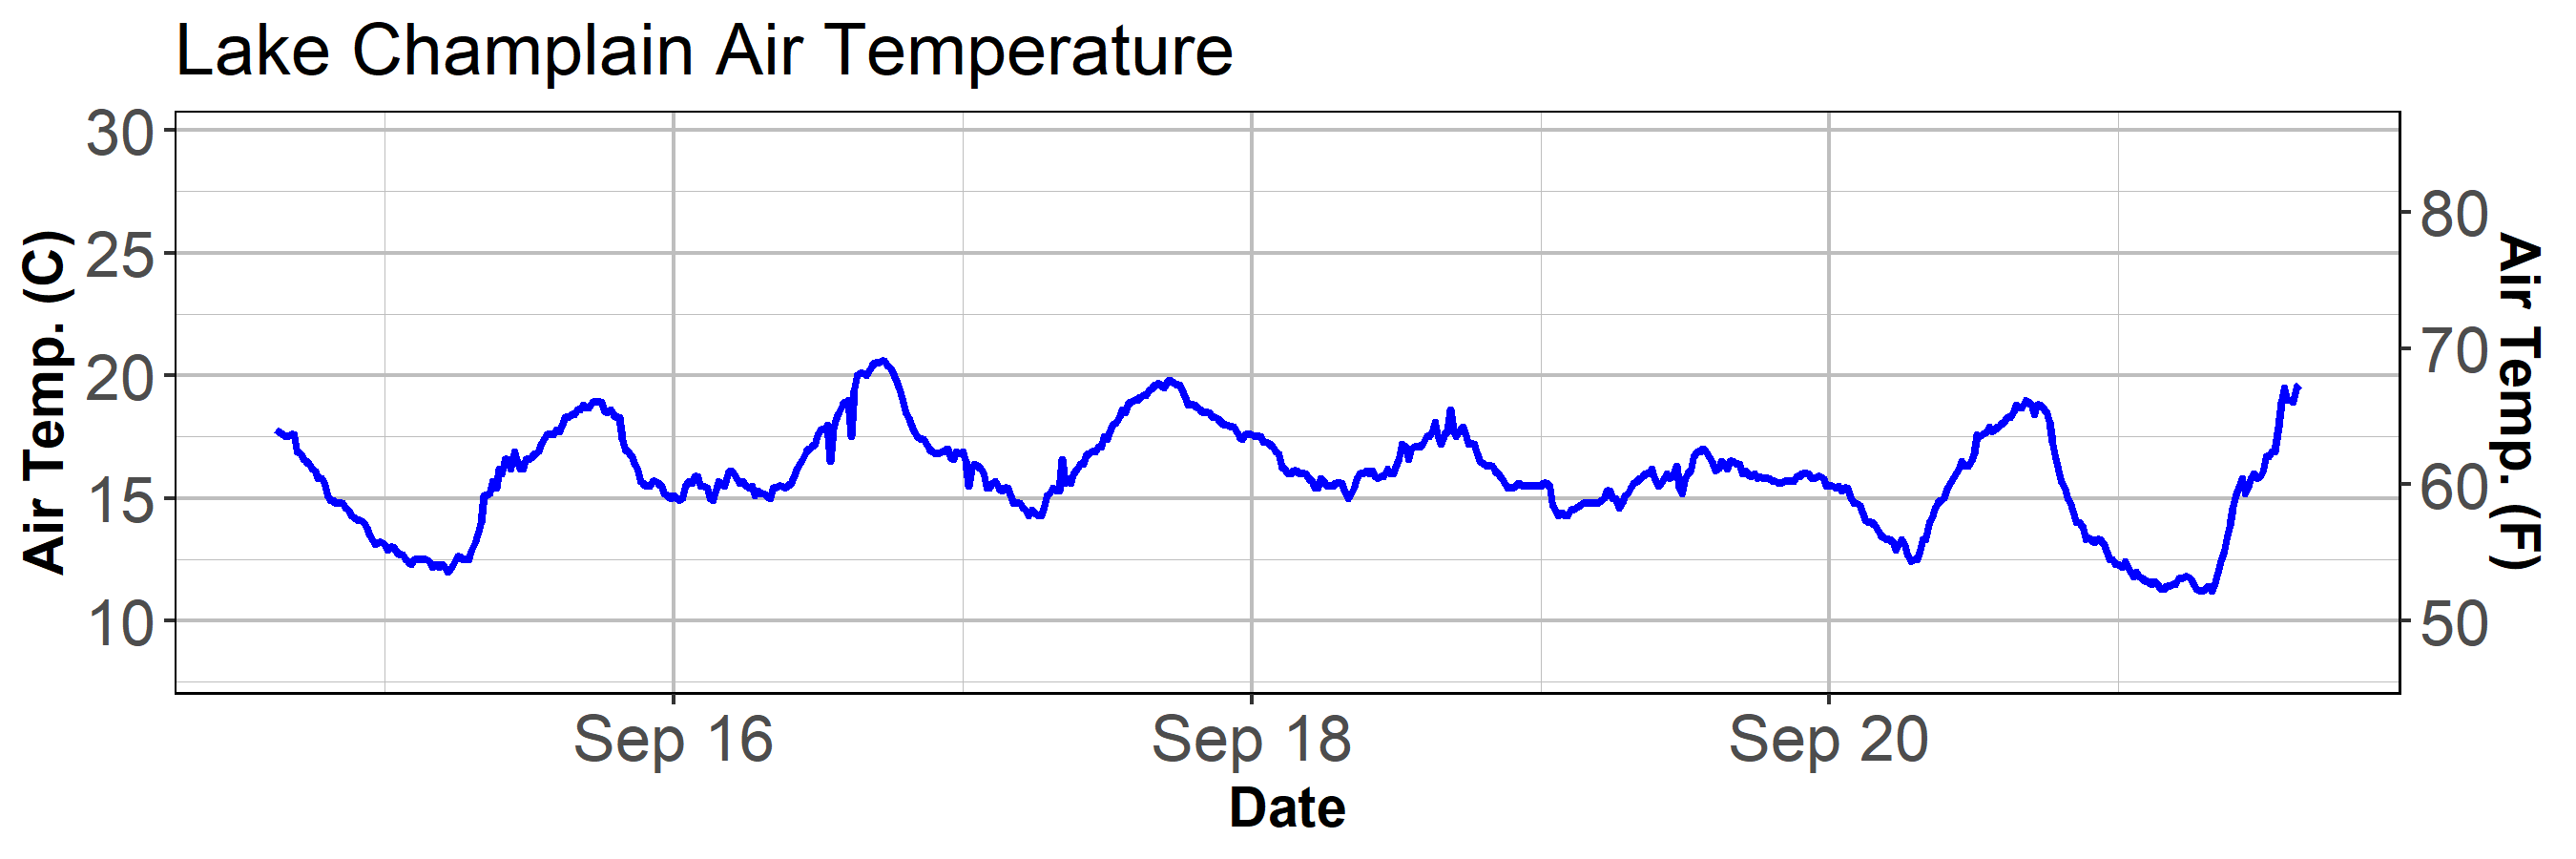 Lake Champlain Air Temperature
30
25
20
15
10
Air Temp. (C)
80
70
60
50
Air Temp. (F)
Sep 16
Sep 18
Sep 20
Date